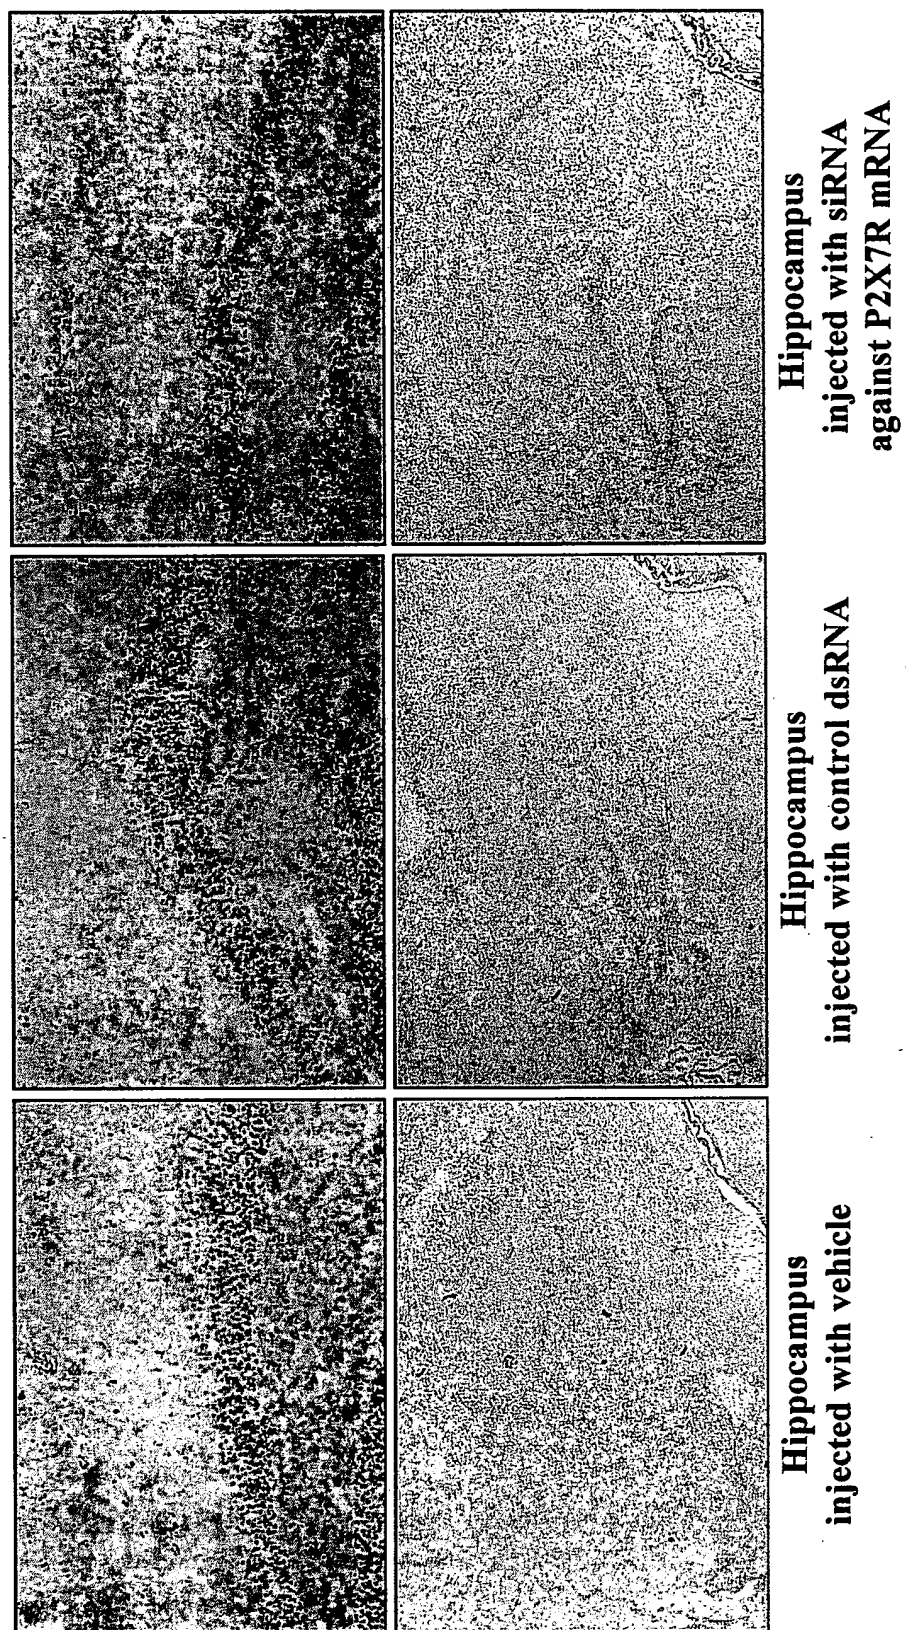 Hippocampus
injected with vehicle
Hippocampus
injected with control dsRNA
Hippocampus
injected with siRNA
against P2X7R mRNA